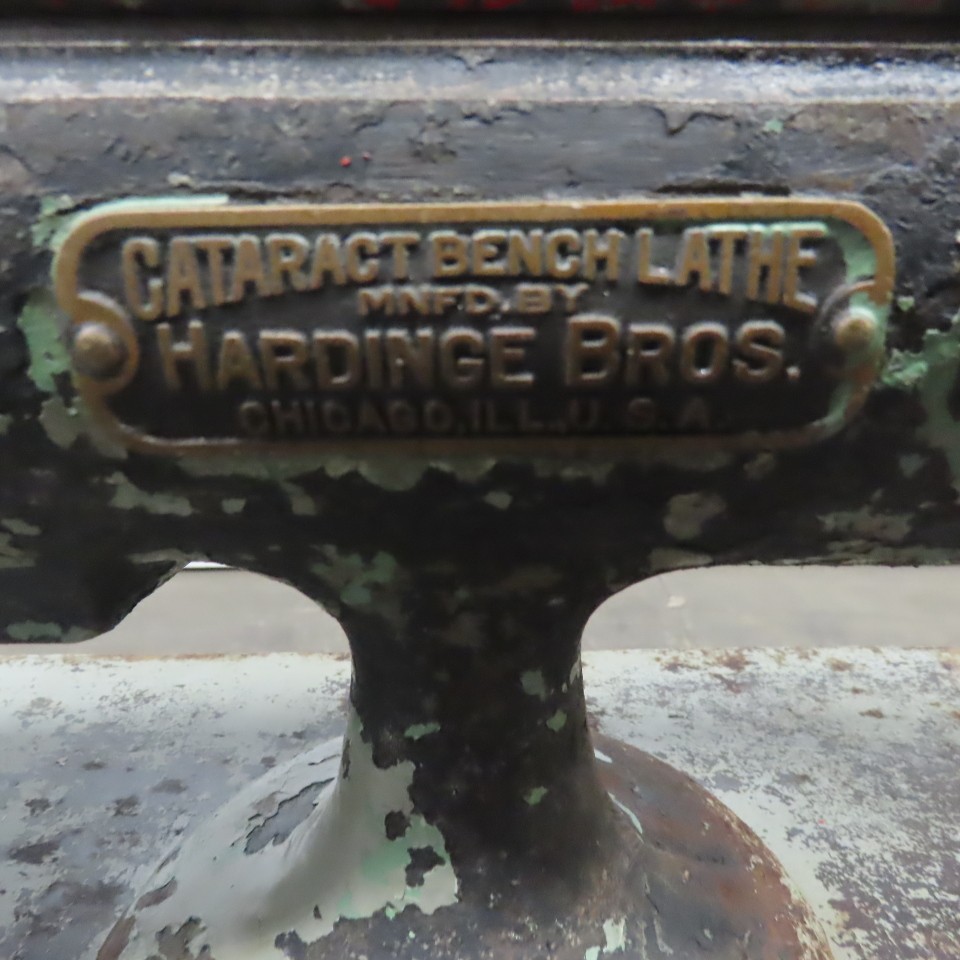 CATARACT BENCH LATHE
MNFD. BY
HARDINGE BROS.
CHICAGO, ILL., U.S.A.